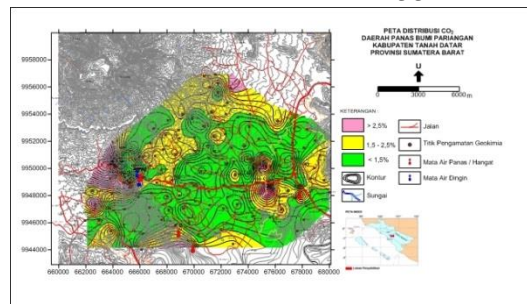 PETA DISTRIBUSI CO₂
DAERAH PANAS BUMI PARIANGAN
KABUPATEN TANAH DATAR
PROVINSI SUMATERA BARAT
U
0 3000 6000 m
KETERANGAN :
> 2,5%
1,5 - 2,5%
< 1,5%
Kontur
Sungai
Jalan
Titik Pengamatan Geokimia
Mata Air Panas / Hangat
Mata Air Dingin
9958000
9956000
9954000
9952000
9950000
9948000
9946000
9944000
660000 662000 664000 666000 668000 670000 672000 674000 676000 678000 680000